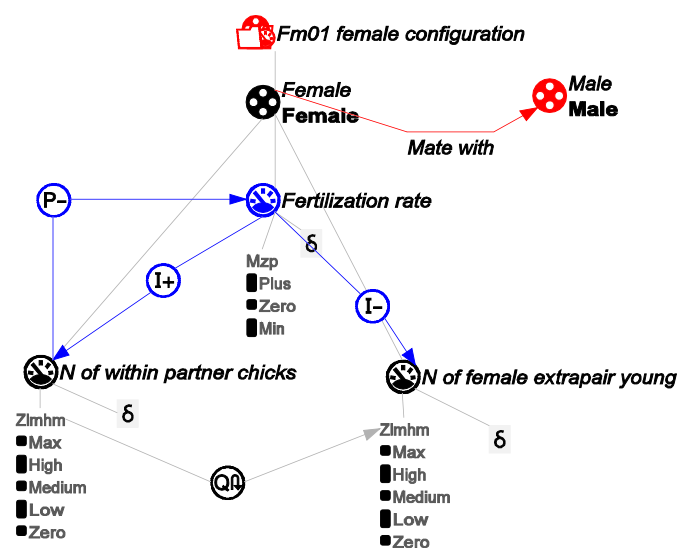 Fm01 female configuration
Female
Female
Male
Male
Mate with
P–
Fertilization rate
δ
Mzp
Plus
Zero
Min
I+
I–
N of within partner chicks
N of female extrapair young
δ
δ
Zlmhm
Max
High
Medium
Low
Zero
Zlmhm
Max
High
Medium
Low
Zero
Q